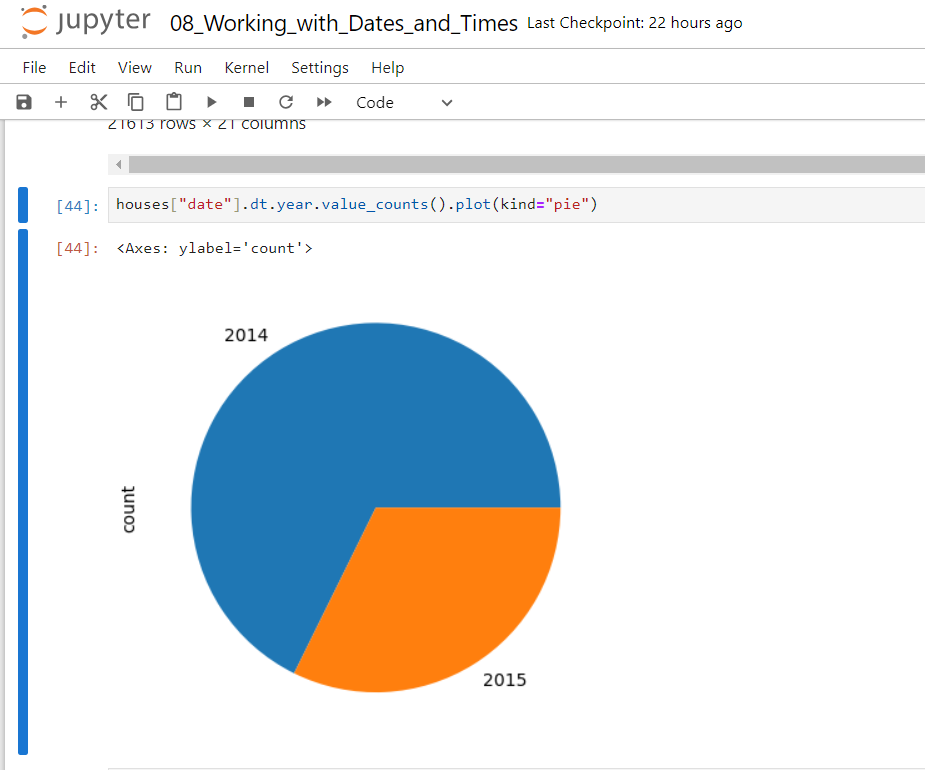 jupyter 08_Working_with_Dates_and_Times Last Checkpoint: 22 hours ago
File Edit View Run Kernel Settings Help
Code
21613 rows × 21 columns
[44]: houses["date"].dt.year.value_counts().plot(kind="pie")
[44]: <Axes: ylabel='count'>
2014
count
2015